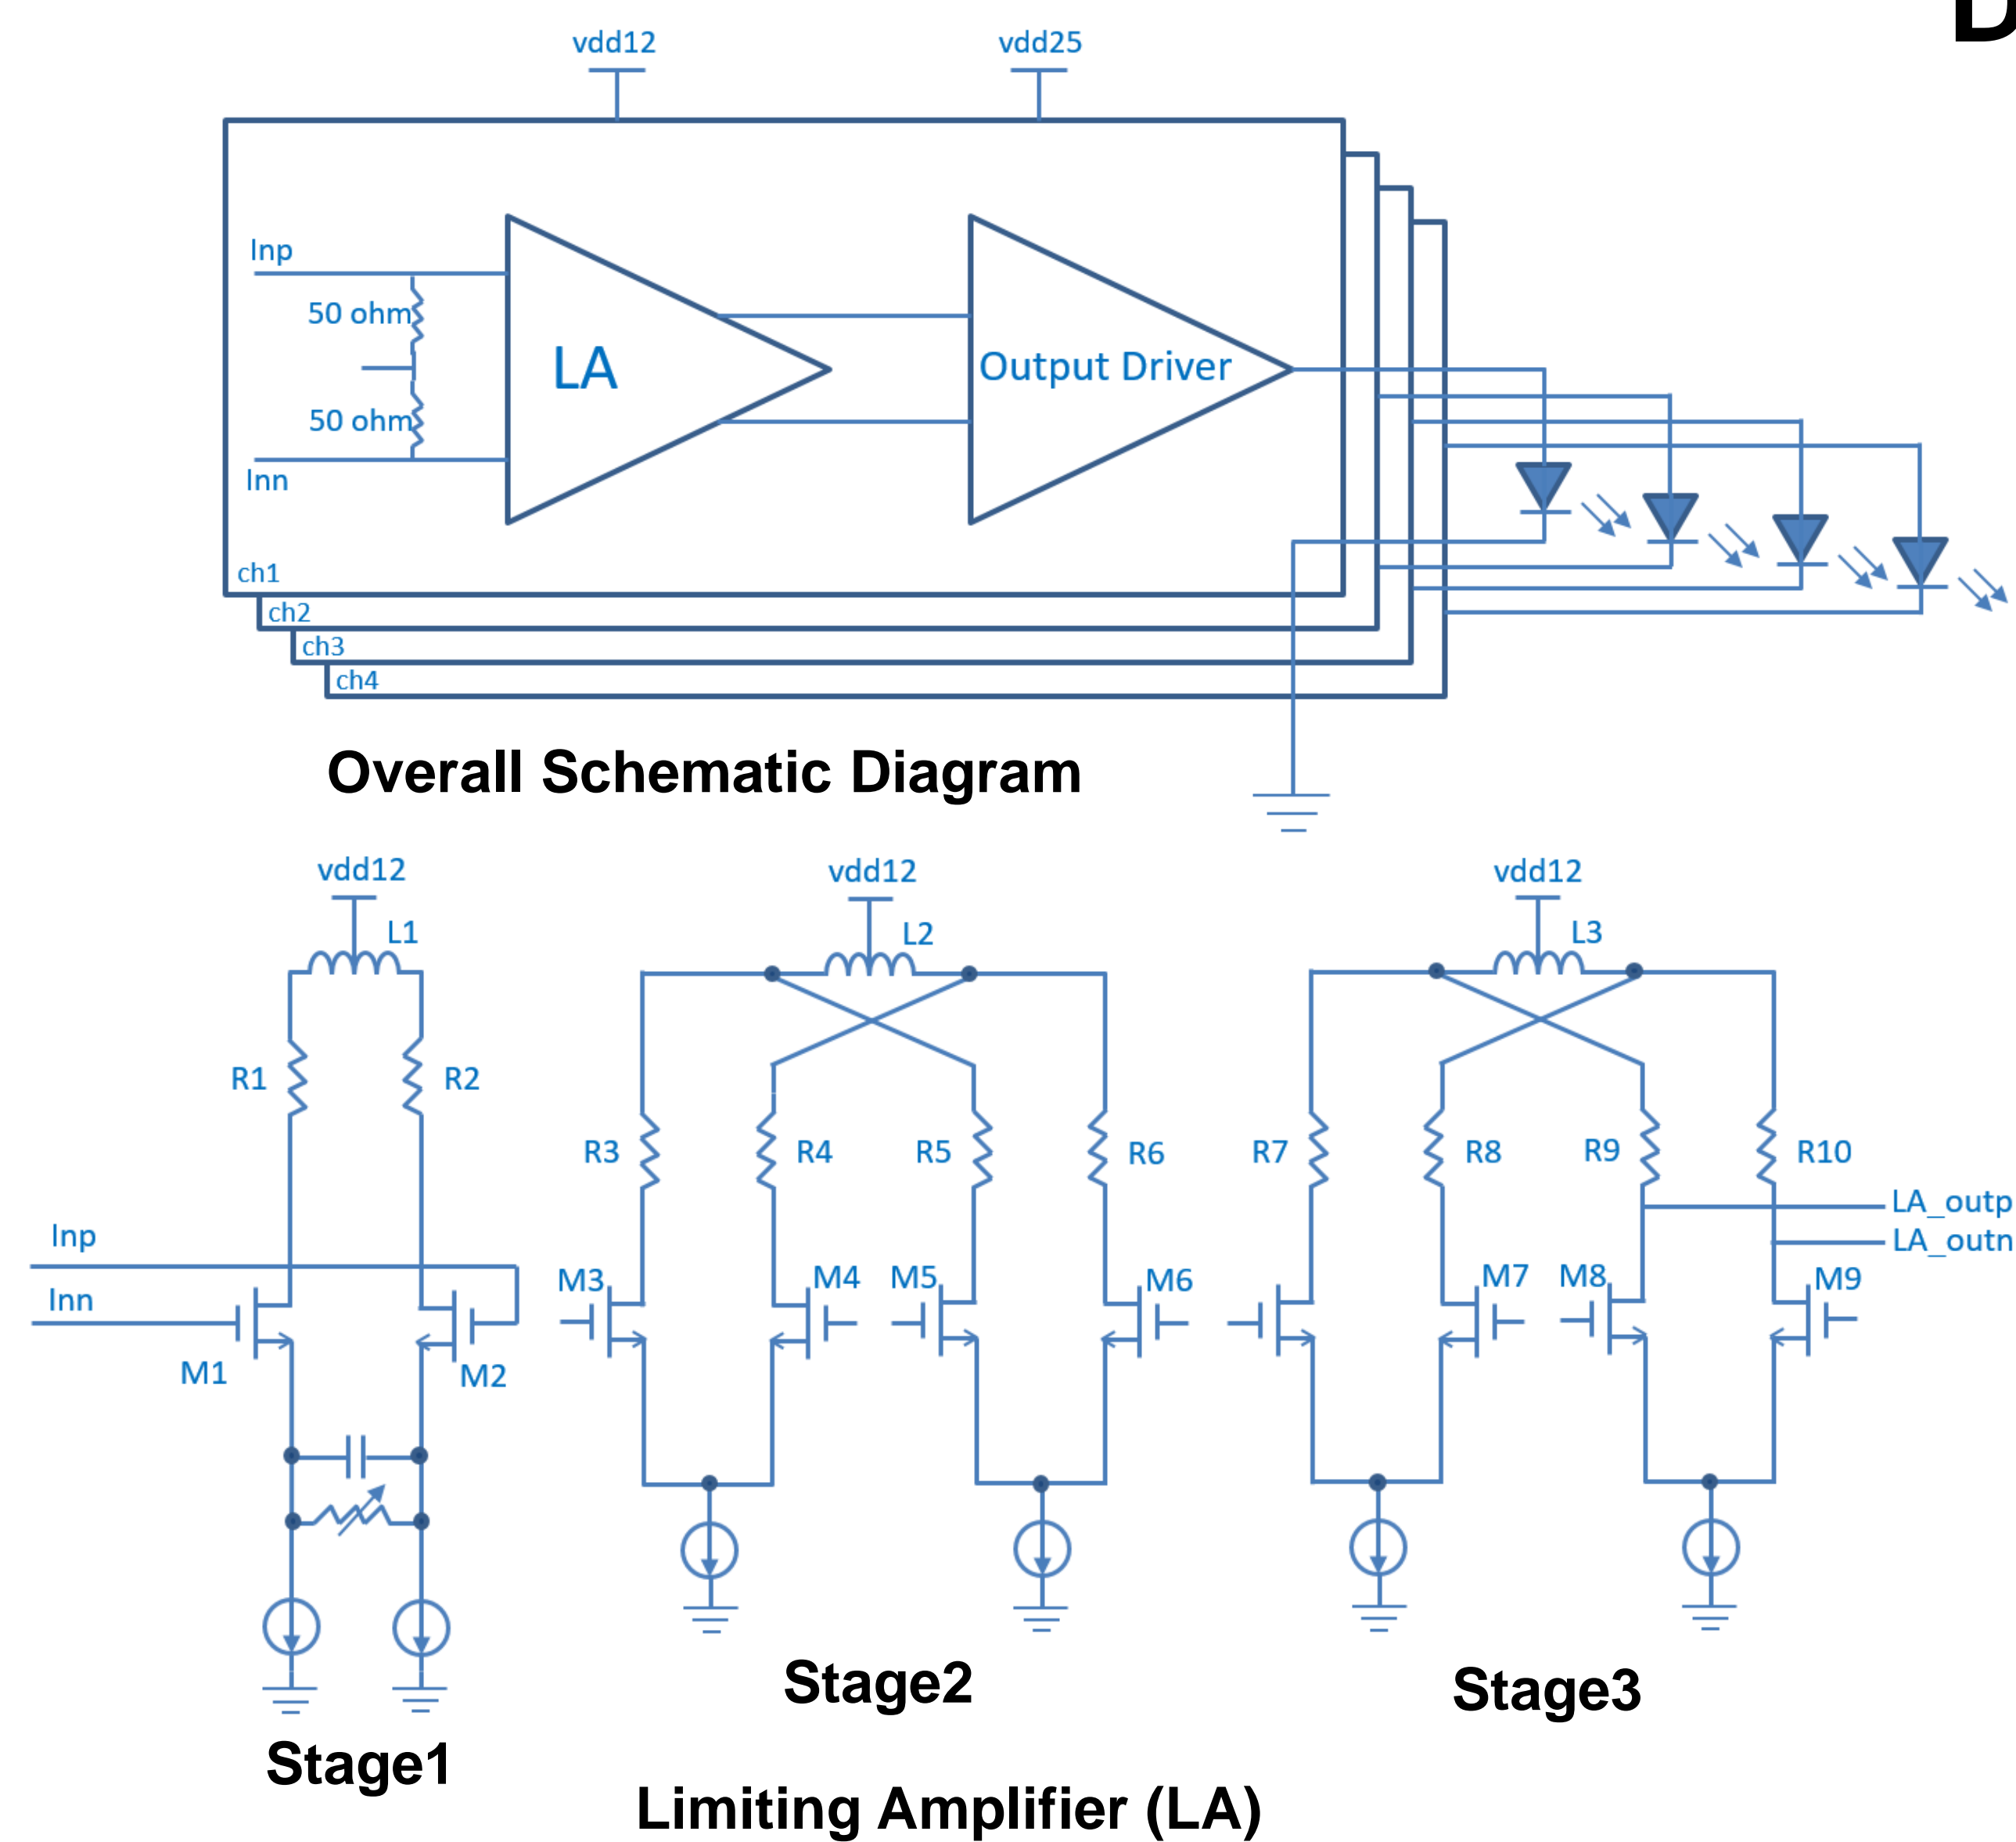 D
vdd12 vdd25
Inp
50 ohm
LA Output Driver
50 ohm
Inn
ch1
ch2
ch3
ch4
Overall Schematic Diagram
vdd12 vdd12 vdd12
L1 L2 L3
R1 R2
R3 R4 R5 R6 R7 R8 R9 R10
LA_outp
Inp
LA_outn
Inn
M3 M4 M5 M6 M7 M8 M9
M1 M2
Stage2 Stage3
Stage1
Limiting Amplifier (LA)